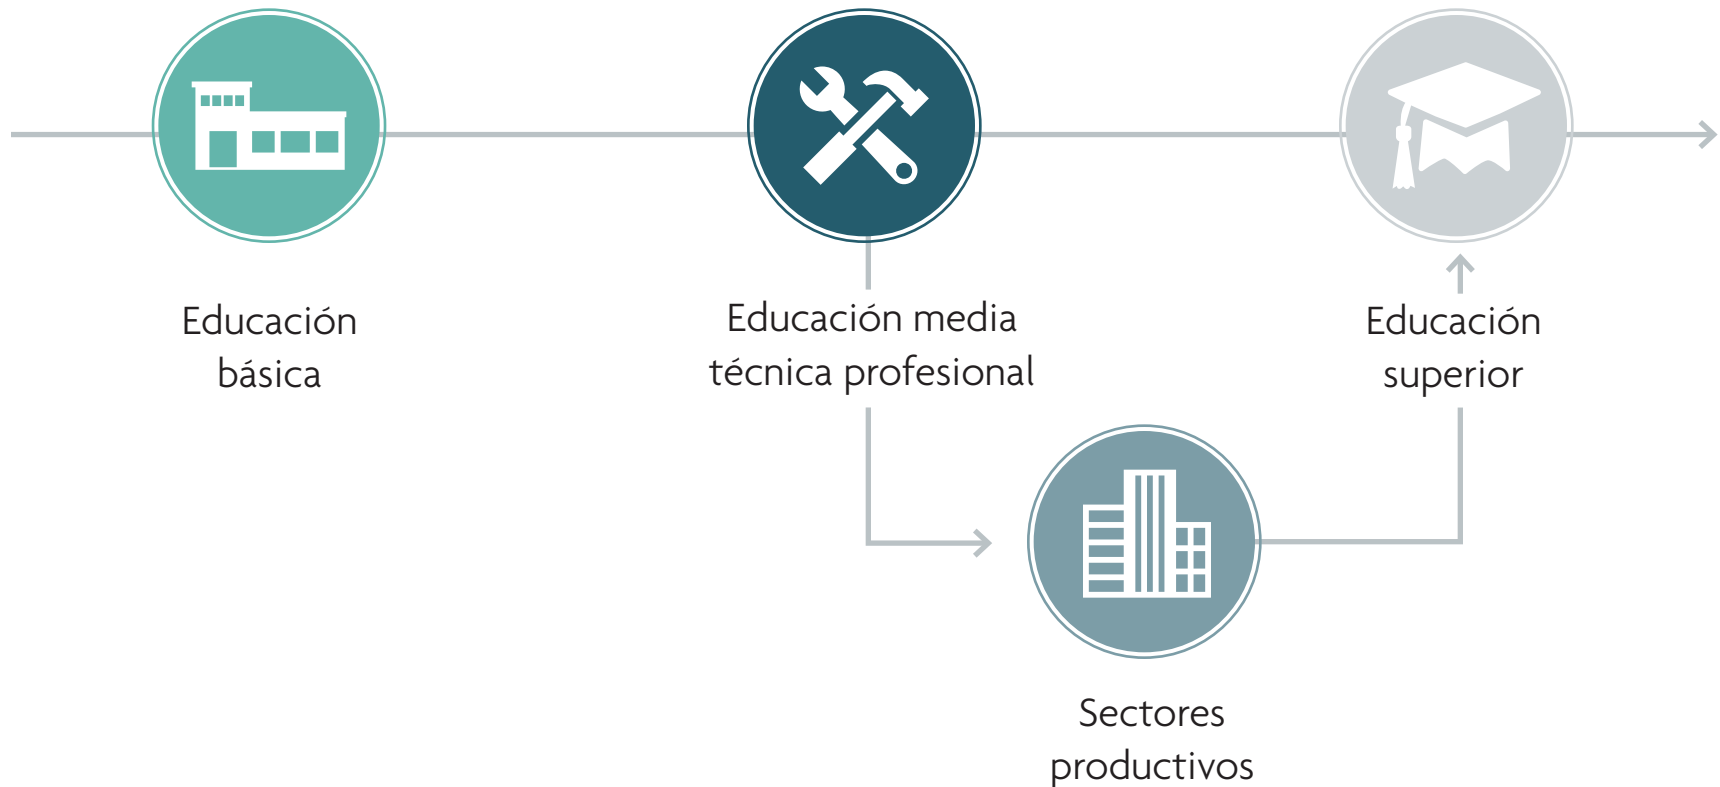 Educación
básica
Educación media
técnica profesional
Educación
superior
Sectores
productivos